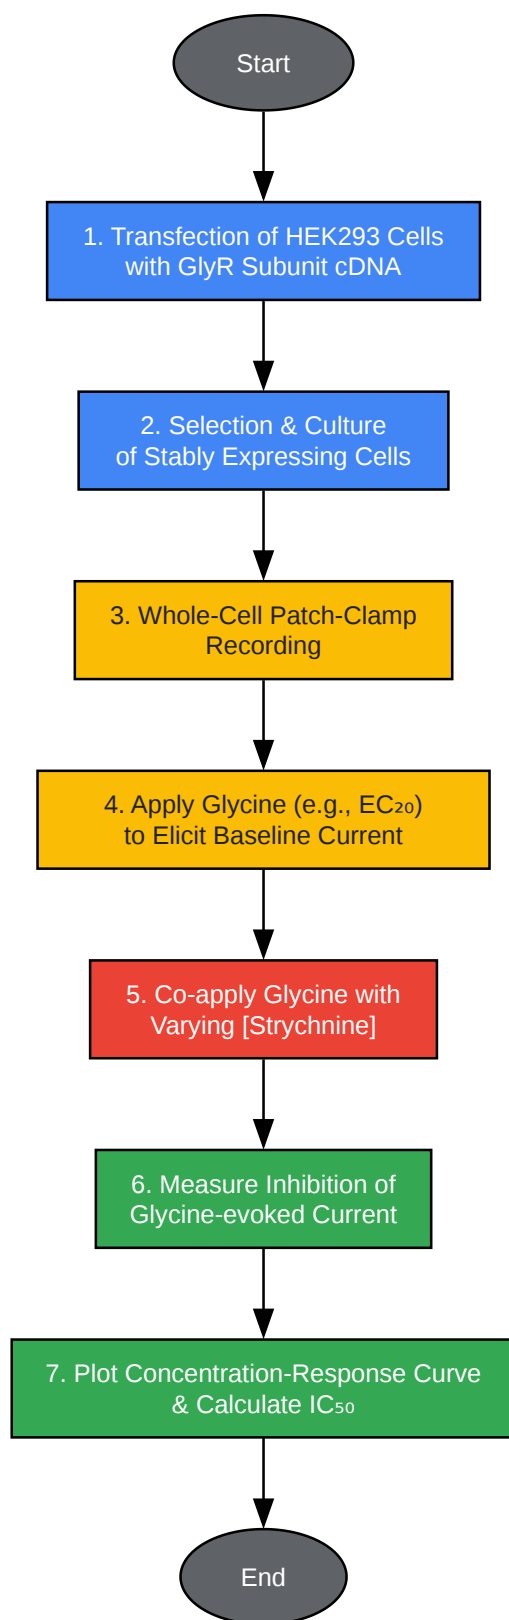 Start
1. Transfection of HEK293 Cells
with GlyR Subunit cDNA
2. Selection & Culture
of Stably Expressing Cells
3. Whole-Cell Patch-Clamp
Recording
4. Apply Glycine (e.g., EC₂₀)
to Elicit Baseline Current
5. Co-apply Glycine with
Varying [Strychnine]
6. Measure Inhibition of
Glycine-evoked Current
7. Plot Concentration-Response Curve
& Calculate IC₅₀
End